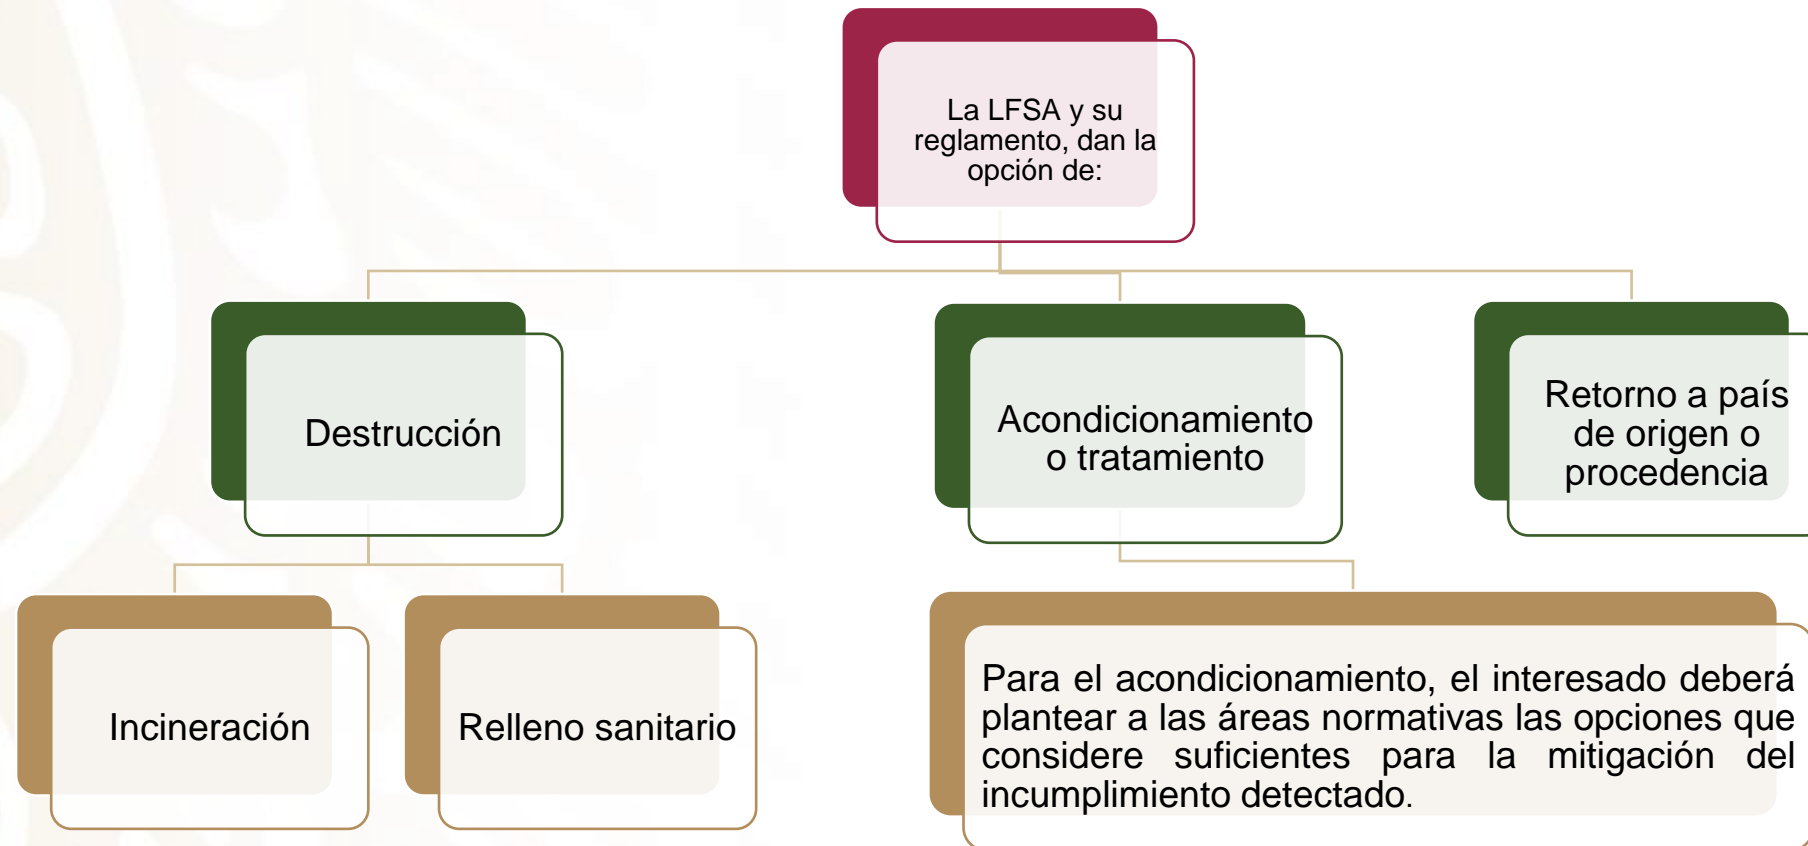 La LFSA y su
reglamento, dan la
opción de:
Destrucción
Acondicionamiento
o tratamiento
Retorno a país
de origen o
procedencia
Incineración
Relleno sanitario
Para el acondicionamiento, el interesado deberá
plantear a las áreas normativas las opciones que
considere suficientes para la mitigación del
incumplimiento detectado.